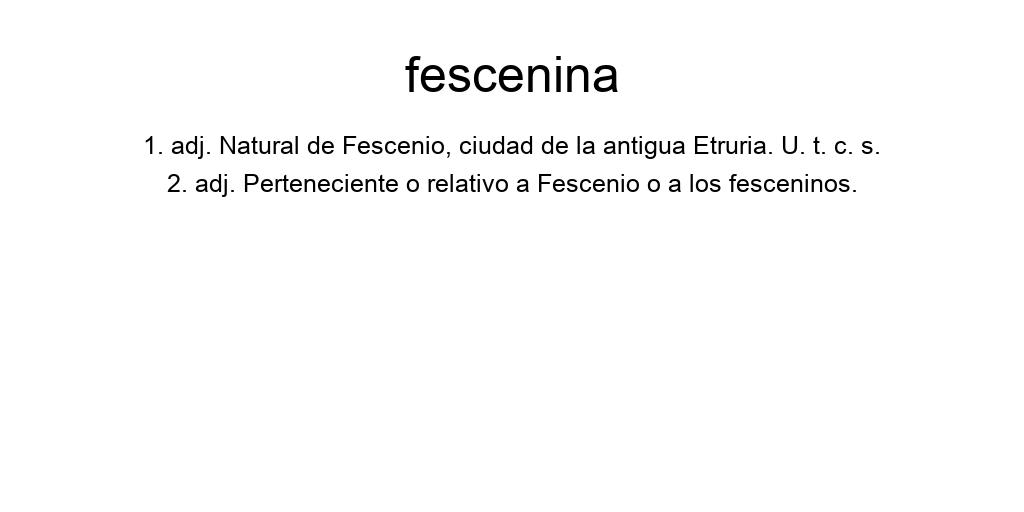 fescenina
1. adj. Natural de Fescenio, ciudad de la antigua Etruria. U. t. c. s.
2. adj. Perteneciente o relativo a Fescenio o a los fesceninos.